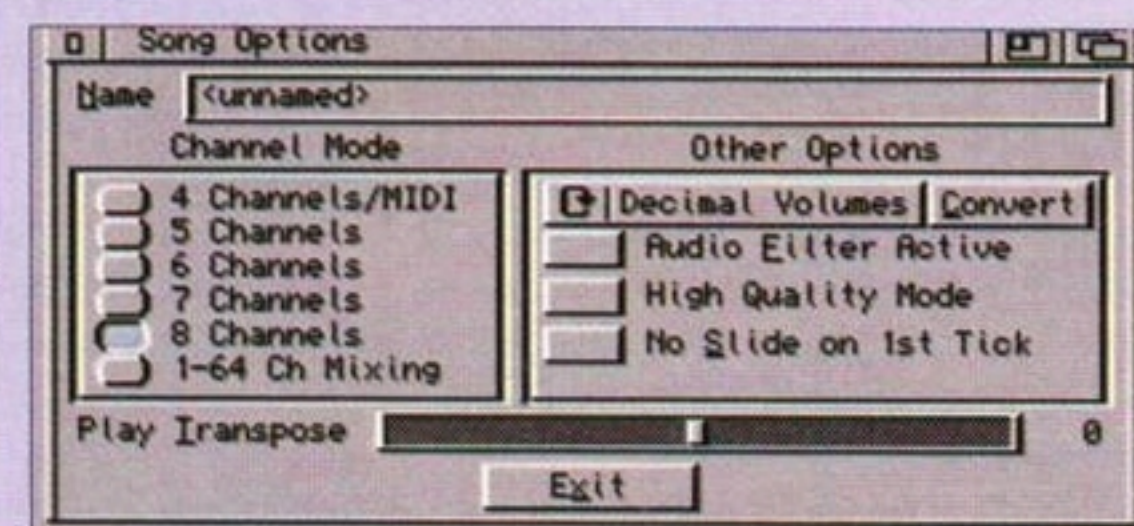 Song Options
Name <unnamed>
Channel Mode
4 Channels/MIDI
5 Channels
6 Channels
7 Channels
8 Channels
1-64 Ch Mixing
Other Options
Decimal Volumes Convert
Audio Filter Active
High Quality Mode
No Slide on 1st Tick
Play Transpose 0
Exit